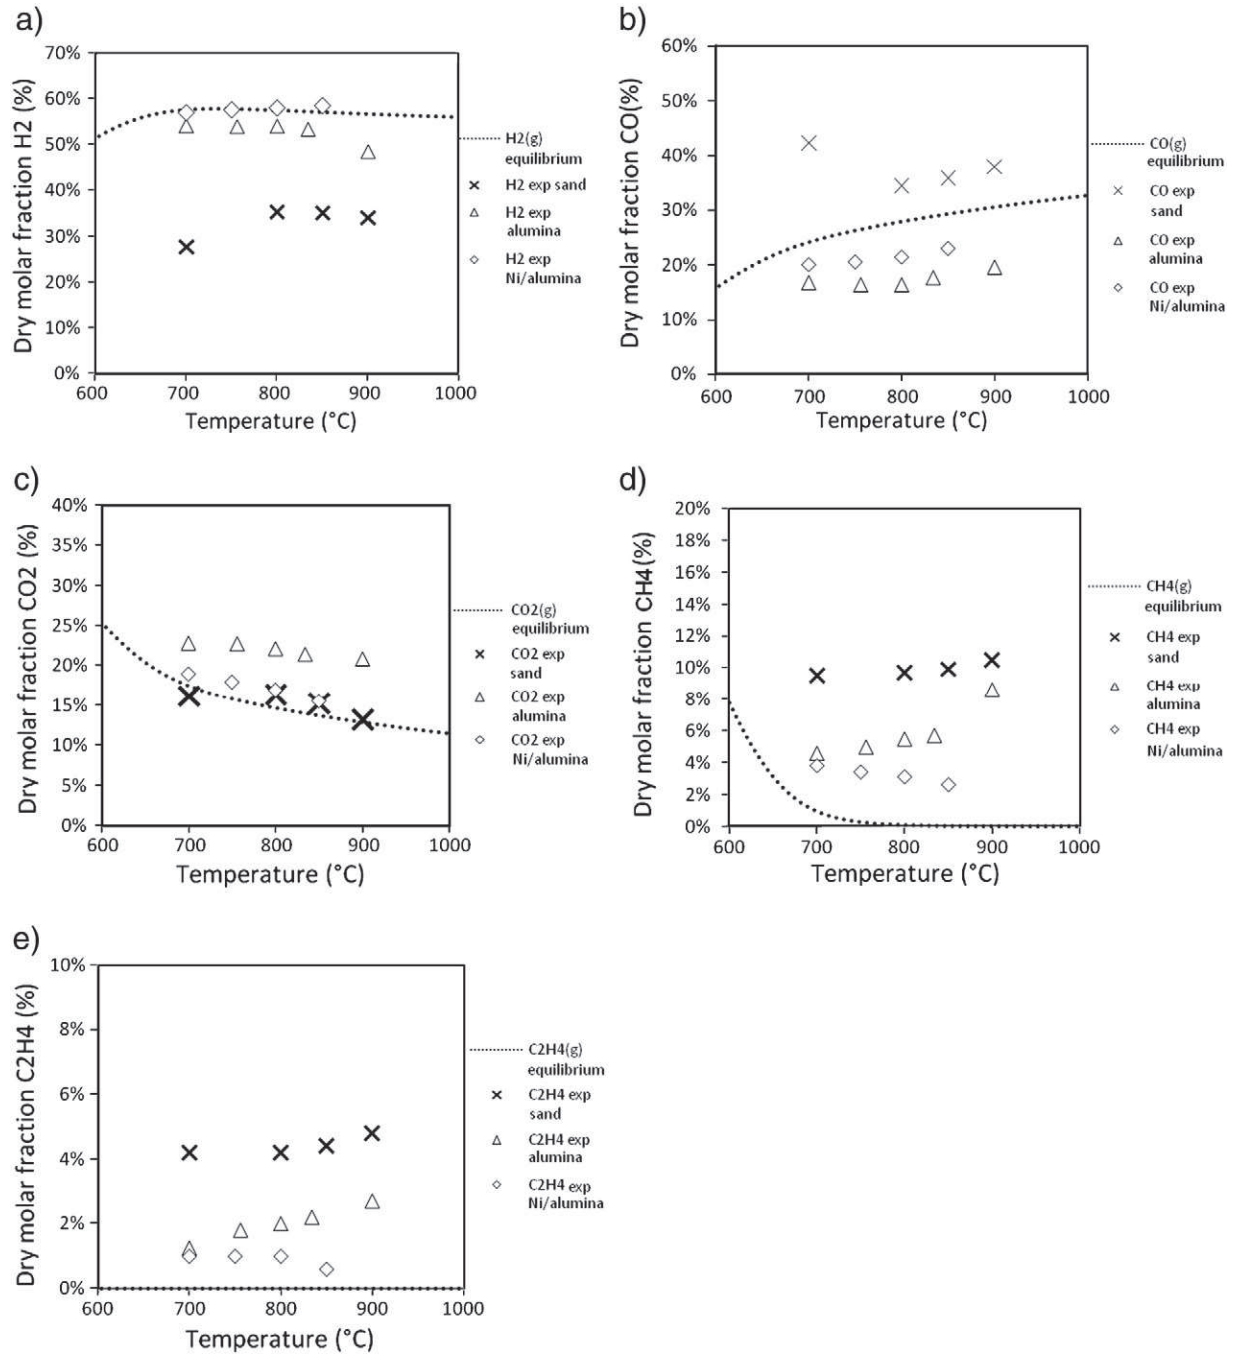 a)
70%
60%
50%
40%
30%
20%
10%
0%
600
700
800
900
1000
Dry molar fraction H2 (%)
Temperature (°C)
H2(g)
equilibrium
H2 exp sand
H2 exp
alumina
H2 exp
Ni/alumina
b)
60%
50%
40%
30%
20%
10%
0%
600
700
800
900
1000
Dry molar fraction CO(%)
Temperature (°C)
CO(g)
equilibrium
CO exp
sand
CO exp
alumina
CO exp
Ni/alumina
c)
40%
35%
30%
25%
20%
15%
10%
5%
0%
600
700
800
900
1000
Dry molar fraction CO2 (%)
Temperature (°C)
CO2(g)
equilibrium
CO2 exp
sand
CO2 exp
alumina
CO2 exp
Ni/alumina
d)
20%
18%
16%
14%
12%
10%
8%
6%
4%
2%
0%
600
700
800
900
1000
Dry molar fraction CH4(%)
Temperature (°C)
CH4(g)
equilibrium
CH4 exp
sand
CH4 exp
alumina
CH4 exp
Ni/alumina
e)
10%
8%
6%
4%
2%
0%
600
700
800
900
1000
Dry molar fraction C2H4 (%)
Temperature (°C)
C2H4(g)
equilibrium
C2H4 exp
sand
C2H4 exp
alumina
C2H4 exp
Ni/alumina